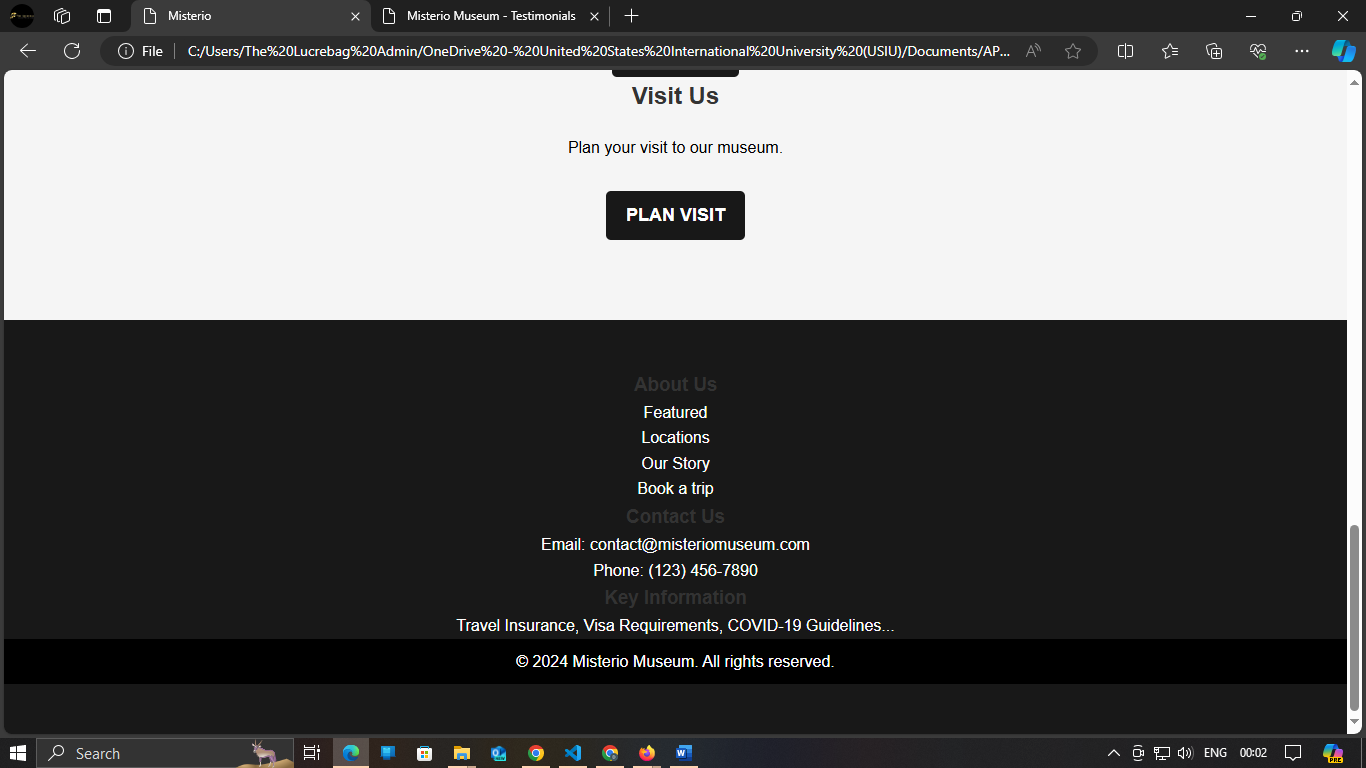 Misterio
Misterio Museum - Testimonials
File
C:/Users/The%20Lucrebag%20Admin/OneDrive%20-%20United%20States%20International%20University%20(USIU)/Documents/AP...
Visit Us
Plan your visit to our museum.
PLAN VISIT
About Us
Featured
Locations
Our Story
Book a trip
Contact Us
Email: contact@misteriomuseum.com
Phone: (123) 456-7890
Key Information
Travel Insurance, Visa Requirements, COVID-19 Guidelines...
© 2024 Misterio Museum. All rights reserved.
Search
ENG
00:02
PRE